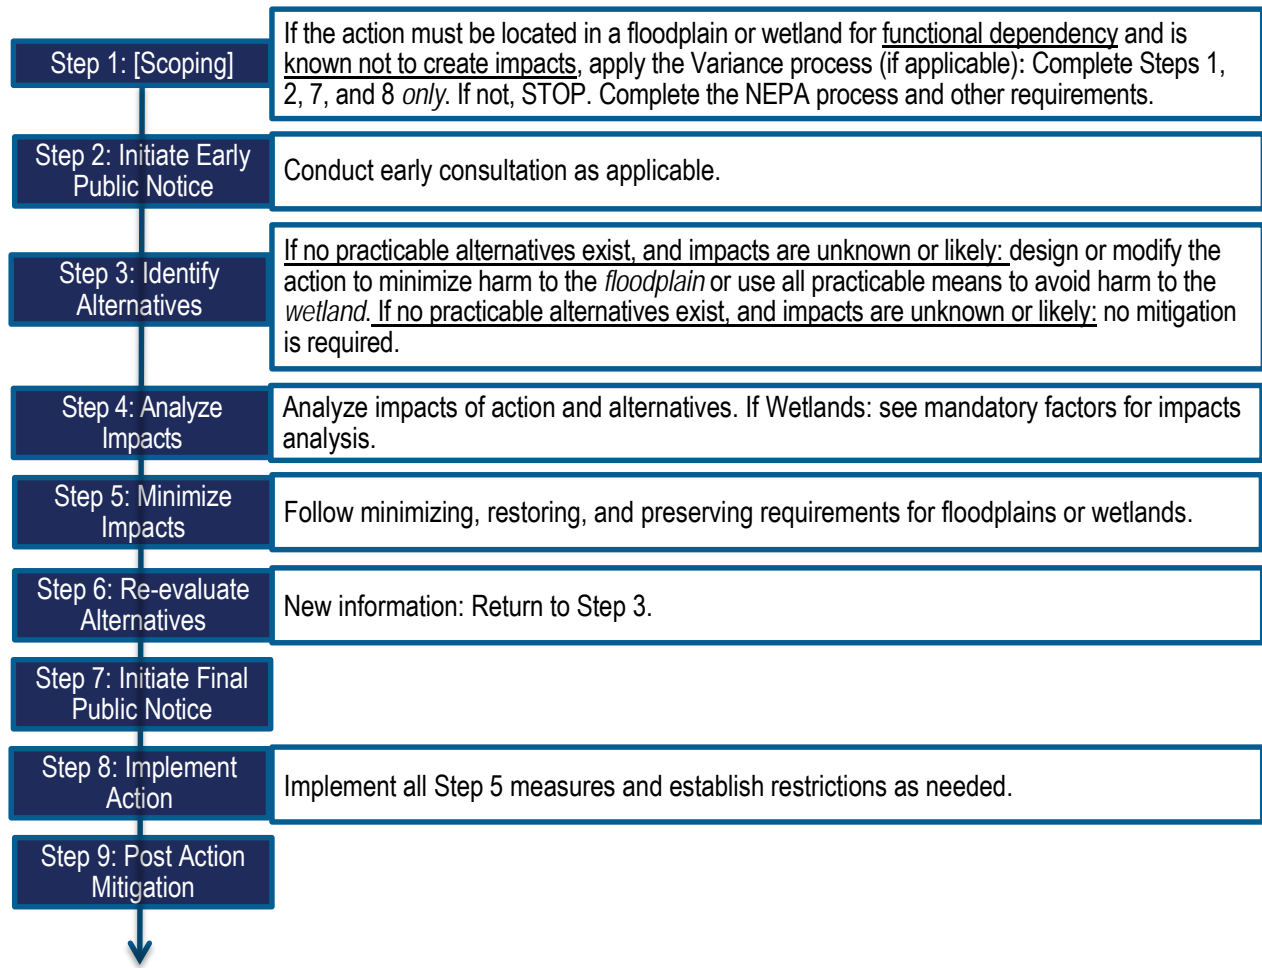 Step 1: [Scoping]
If the action must be located in a floodplain or wetland for functional dependency and is
known not to create impacts, apply the Variance process (if applicable): Complete Steps 1,
2, 7, and 8 only. If not, STOP. Complete the NEPA process and other requirements.
Step 2: Initiate Early
Public Notice
Conduct early consultation as applicable.
Step 3: Identify
Alternatives
If no practicable alternatives exist, and impacts are unknown or likely: design or modify the
action to minimize harm to the floodplain or use all practicable means to avoid harm to the
wetland. If no practicable alternatives exist, and impacts are unknown or likely: no mitigation
is required.
Step 4: Analyze
Impacts
Analyze impacts of action and alternatives. If Wetlands: see mandatory factors for impacts
analysis.
Step 5: Minimize
Impacts
Follow minimizing, restoring, and preserving requirements for floodplains or wetlands.
Step 6: Re-evaluate
Alternatives
New information: Return to Step 3.
Step 7: Initiate Final
Public Notice
Step 8: Implement
Action
Implement all Step 5 measures and establish restrictions as needed.
Step 9: Post Action
Mitigation